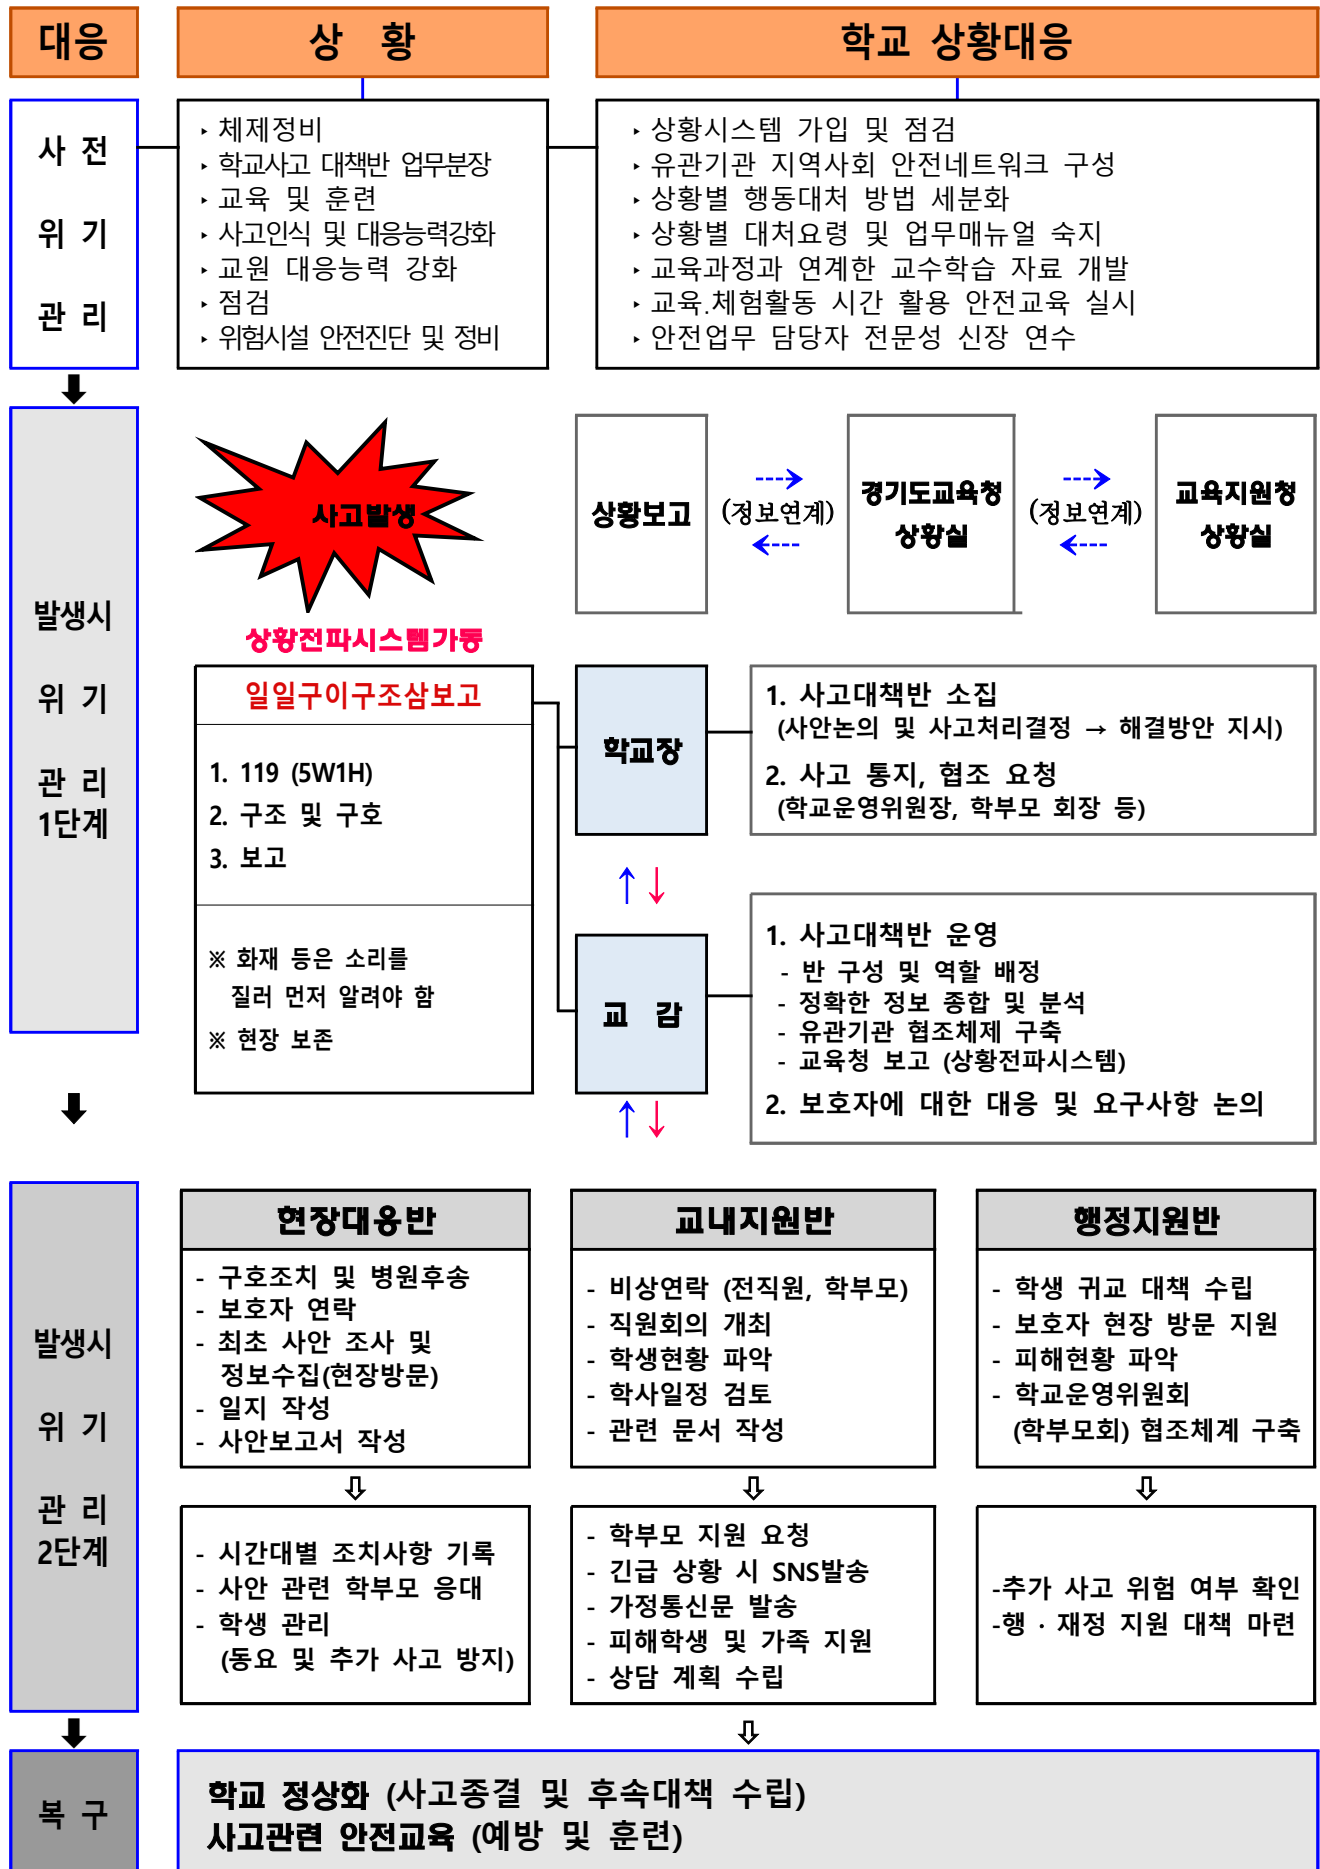 대응
상 황
학교 상황대응
사 전
위 기
관 리
‣ 체제정비
‣ 학교사고 대책반 업무분장
‣ 교육 및 훈련
‣ 사고인식 및 대응능력강화
‣ 교원 대응능력 강화
‣ 점검
‣ 위험시설 안전진단 및 정비
‣ 상황시스템 가입 및 점검
‣ 유관기관 지역사회 안전네트워크 구성
‣ 상황별 행동대처 방법 세분화
‣ 상황별 대처요령 및 업무매뉴얼 숙지
‣ 교육과정과 연계한 교수학습 자료 개발
‣ 교육.체험활동 시간 활용 안전교육 실시
‣ 안전업무 담당자 전문성 신장 연수
발생시
위 기
관 리
1단계
사고발생
상황전파시스템가동
상황보고
(정보연계)
경기도교육청
상황실
(정보연계)
교육지원청
상황실
일일구이구조삼보고
1. 119 (5W1H)
2. 구조 및 구호
3. 보고
※ 화재 등은 소리를
질러 먼저 알려야 함
※ 현장 보존
학교장
1. 사고대책반 소집
(사안논의 및 사고처리결정 → 해결방안 지시)
2. 사고 통지, 협조 요청
(학교운영위원장, 학부모 회장 등)
↑↓
교 감
1. 사고대책반 운영
- 반 구성 및 역할 배정
- 정확한 정보 종합 및 분석
- 유관기관 협조체제 구축
- 교육청 보고 (상황전파시스템)
2. 보호자에 대한 대응 및 요구사항 논의
↑↓
발생시
위 기
관 리
2단계
현장대응반
- 구호조치 및 병원후송
- 보호자 연락
- 최초 사안 조사 및
정보수집(현장방문)
- 일지 작성
- 사안보고서 작성
교내지원반
- 비상연락 (전직원, 학부모)
- 직원회의 개최
- 학생현황 파악
- 학사일정 검토
- 관련 문서 작성
행정지원반
- 학생 귀교 대책 수립
- 보호자 현장 방문 지원
- 피해현황 파악
- 학교운영위원회
(학부모회) 협조체계 구축
- 시간대별 조치사항 기록
- 사안 관련 학부모 응대
- 학생 관리
(동요 및 추가 사고 방지)
- 학부모 지원 요청
- 긴급 상황 시 SNS발송
- 가정통신문 발송
- 피해학생 및 가족 지원
- 상담 계획 수립
-추가 사고 위험 여부 확인
-행 · 재정 지원 대책 마련
복 구
학교 정상화 (사고종결 및 후속대책 수립)
사고관련 안전교육 (예방 및 훈련)